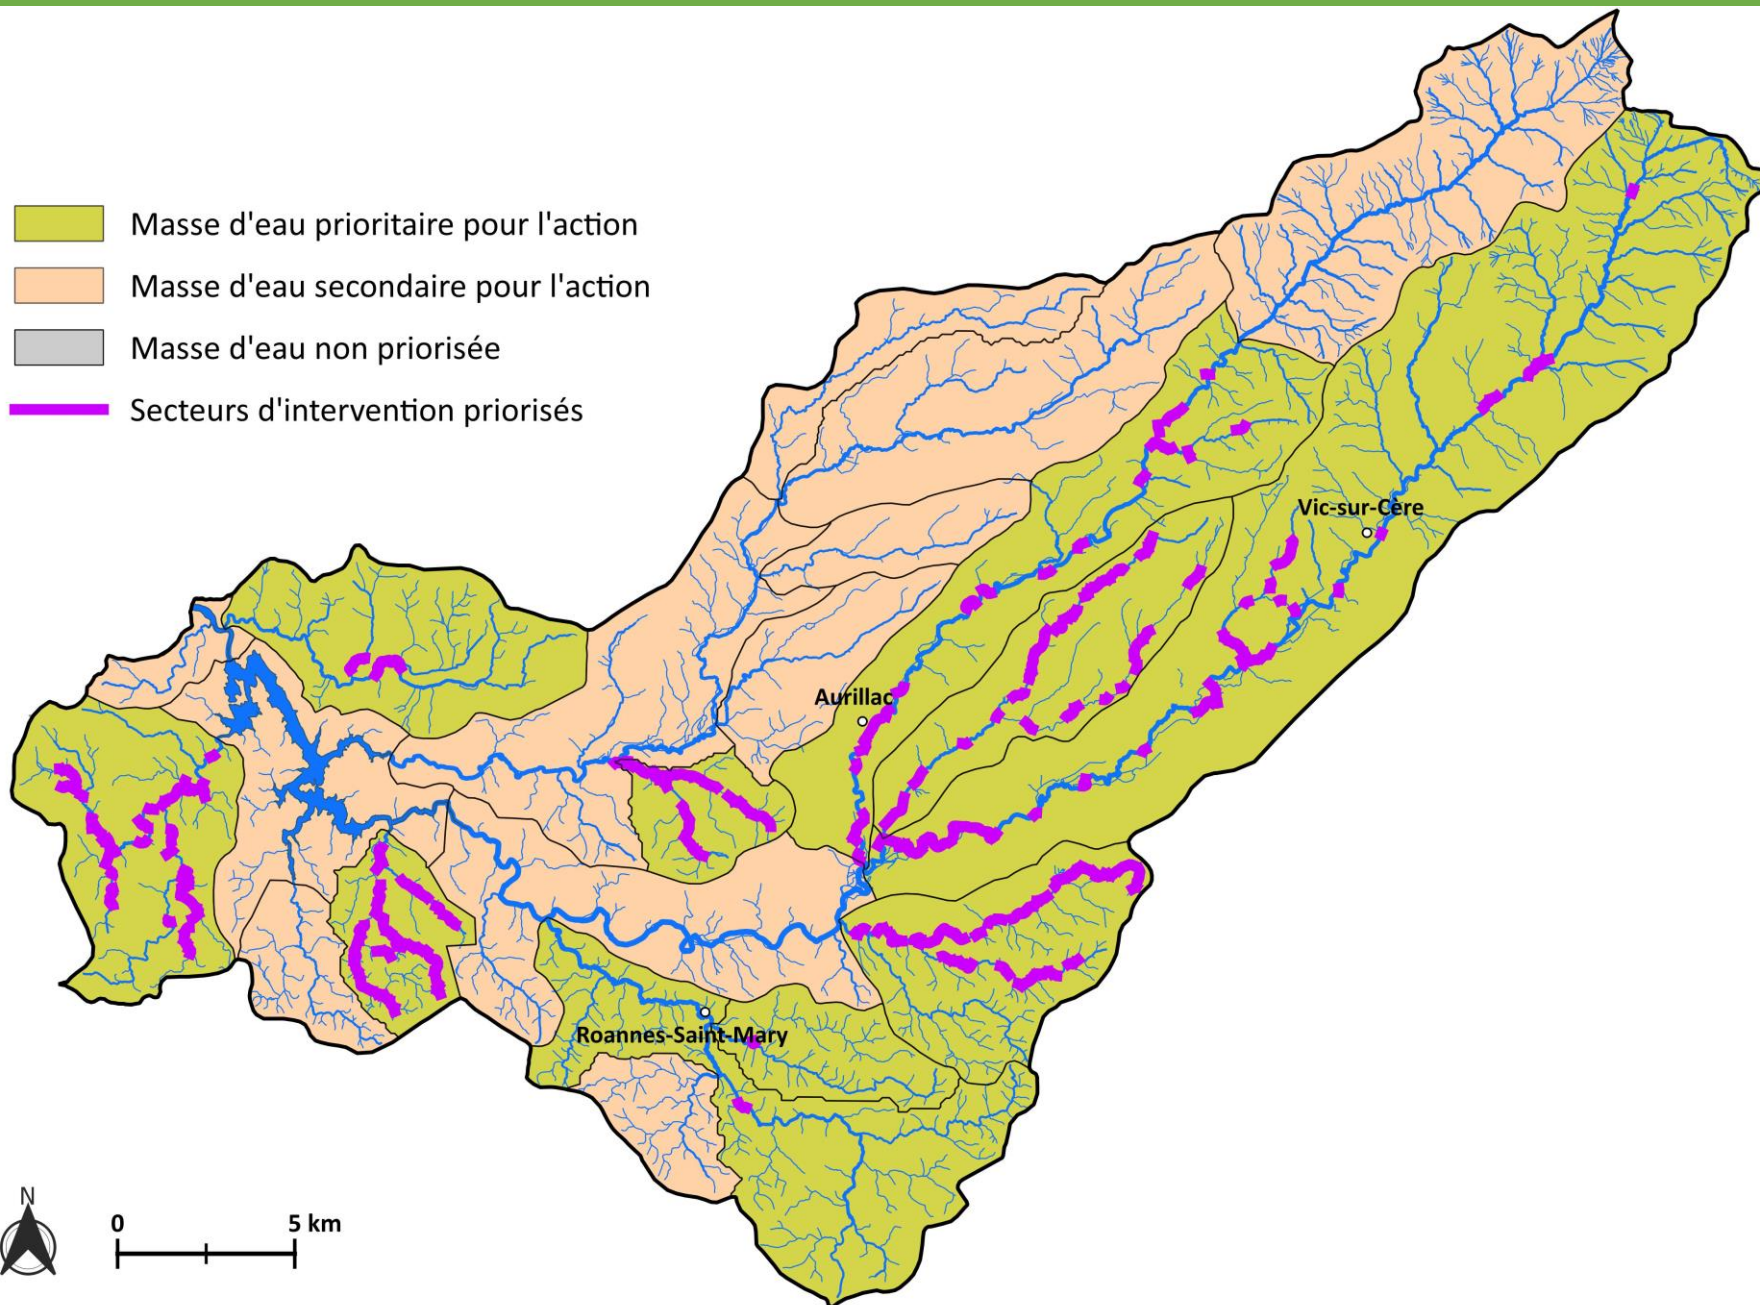 Masse d'eau prioritaire pour l'action
Masse d'eau secondaire pour l'action
Masse d'eau non priorisée
Secteurs d'intervention priorisés
Vic-sur-Cère
Aurillac
Roannes-Saint-Mary
N
0 5 km